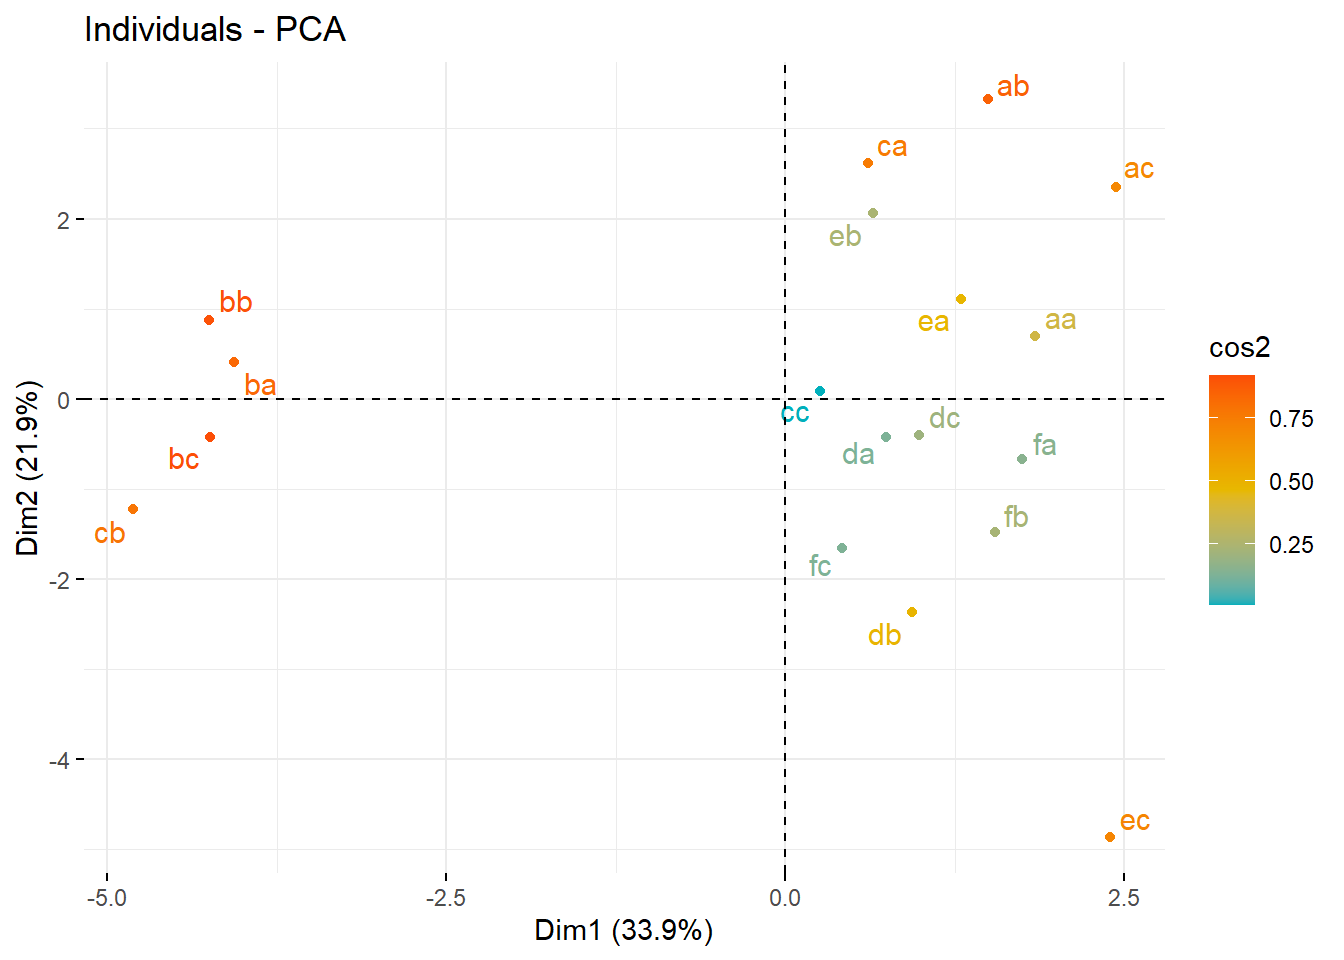 Individuals - PCA
ab
ca
ac
eb
bb
ea
aa
ba
cc
dc
da
fa
bc
fb
cb
fc
db
ec
2
0
-2
-4
-5.0
-2.5
0.0
2.5
Dim1 (33.9%)
Dim2 (21.9%)
cos2
0.75
0.50
0.25